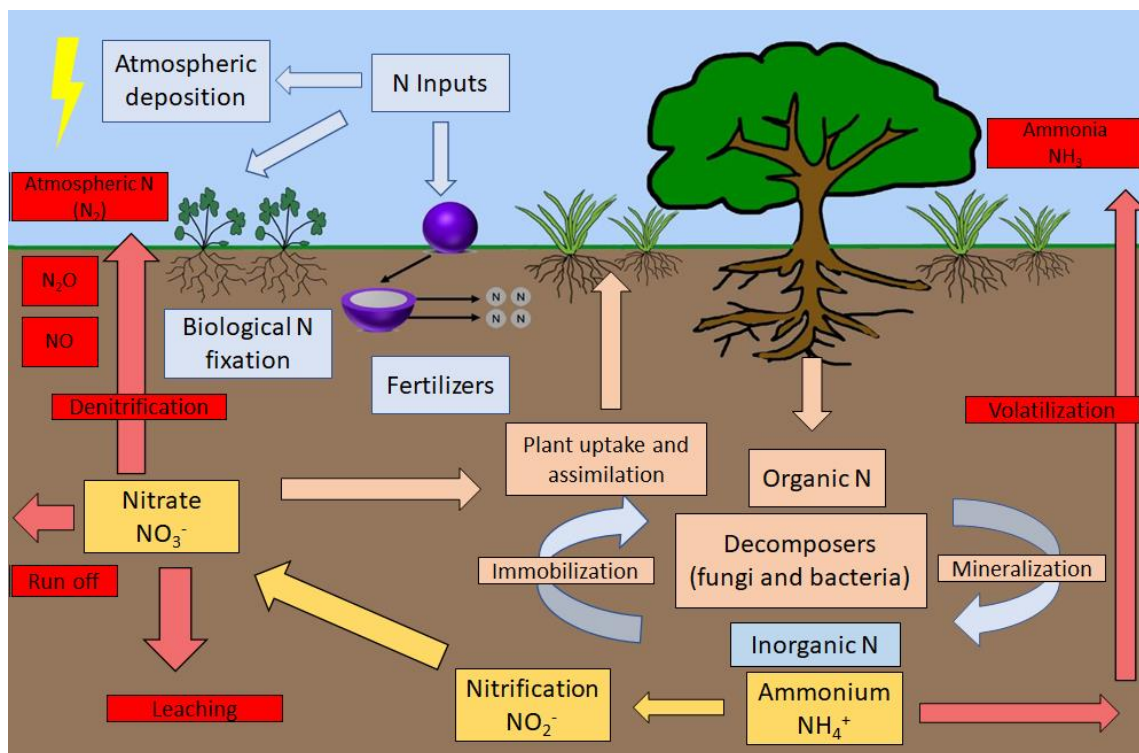 Atmospheric
deposition
N Inputs
Ammonia
NH₃
Atmospheric N
(N₂)
N₂O
NO
Biological N
fixation
N N
N N
Fertilizers
Denitrification
Volatilization
Plant uptake and
assimilation
Organic N
Nitrate
NO₃⁻
Decomposers
(fungi and bacteria)
Immobilization
Mineralization
Run off
Inorganic N
Nitrification
NO₂⁻
Ammonium
NH₄⁺
Leaching